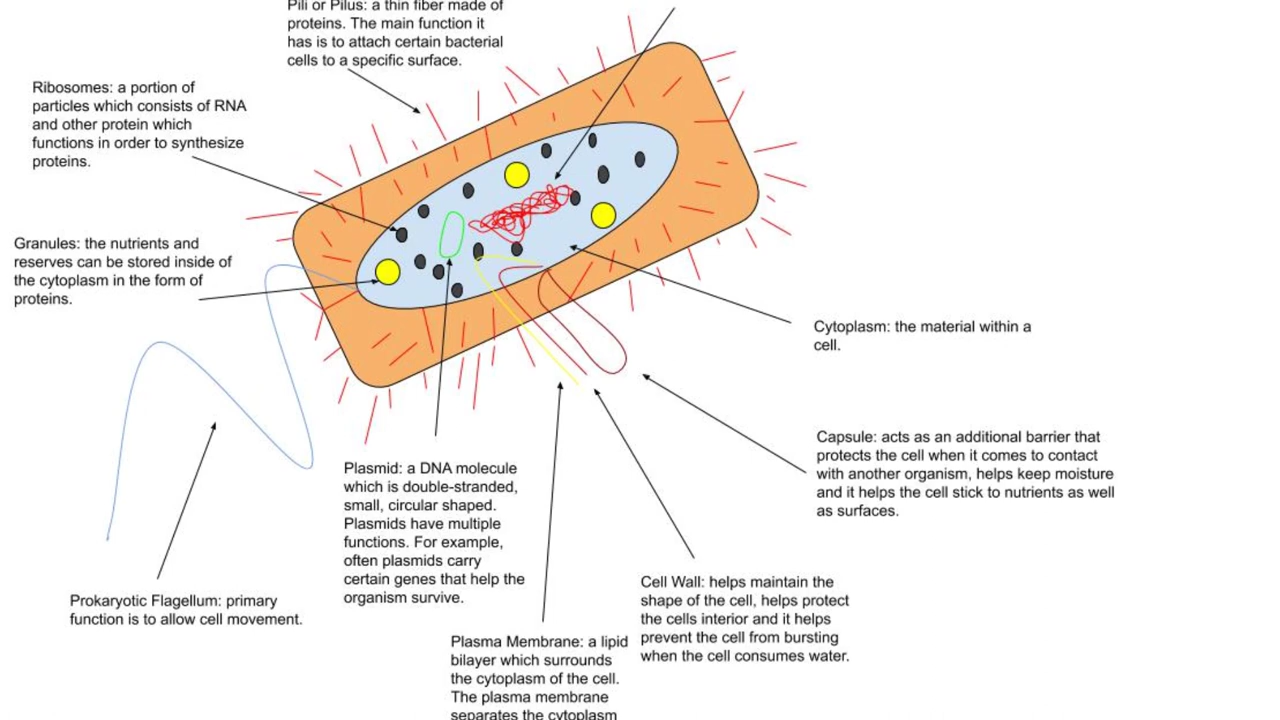 Pili or Pilus: a thin fiber made of
proteins. The main function it
has is to attach certain bacterial
cells to a specific surface.
Ribosomes: a portion of
particles which consists of RNA
and other protein which
functions in order to synthesize
proteins.
Granules: the nutrients and
reserves can be stored inside of
the cytoplasm in the form of
proteins.
Cytoplasm: the material within a
cell.
Capsule: acts as an additional barrier that
protects the cell when it comes to contact
with another organism, helps keep moisture
and it helps the cell stick to nutrients as well
as surfaces.
Plasmid: a DNA molecule
which is double-stranded,
small, circular shaped.
Plasmids have multiple
functions. For example,
often plasmids carry
certain genes that help the
organism survive.
Prokaryotic Flagellum: primary
function is to allow cell movement.
Cell Wall: helps maintain the
shape of the cell, helps protect
the cells interior and it helps
prevent the cell from bursting
when the cell consumes water.
Plasma Membrane: a lipid
bilayer which surrounds
the cytoplasm of the cell.
The plasma membrane
separates the cytoplasm